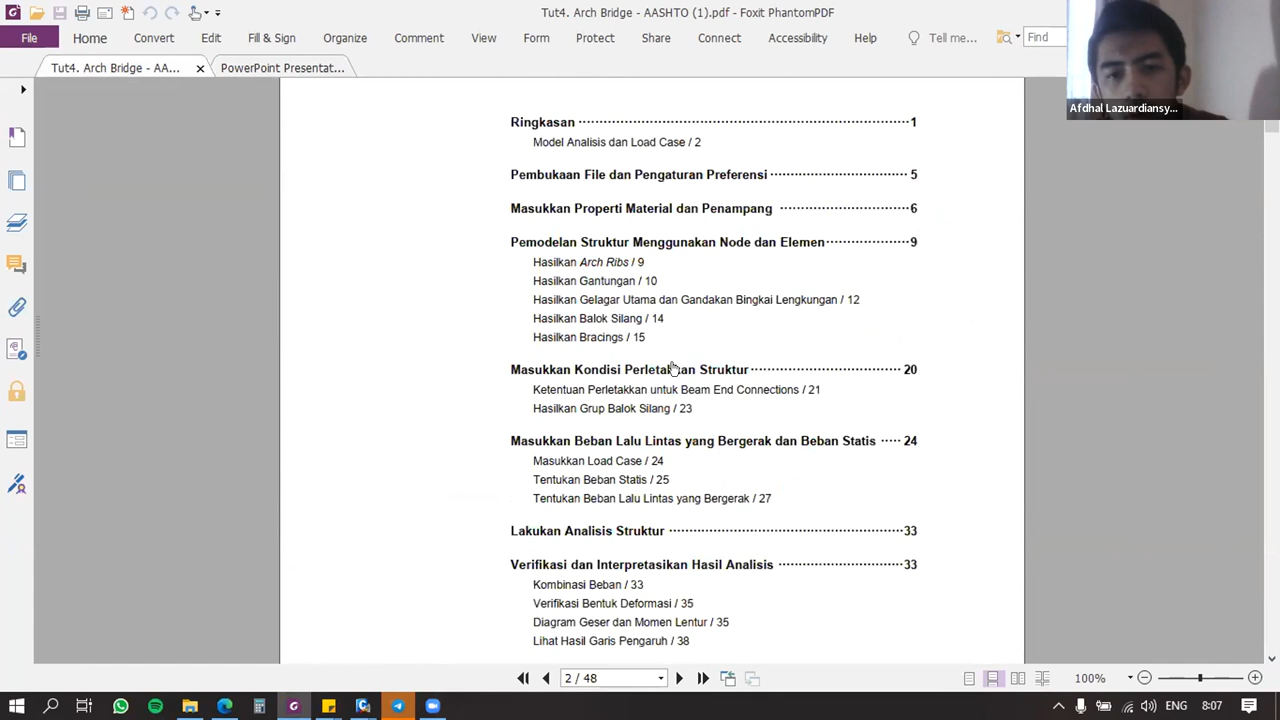 Tut4. Arch Bridge - AASHTO (1).pdf - Foxit PhantomPDF
File Home Convert Edit Fill & Sign Organize Comment View Form Protect Share Connect Accessibility Help Tell me... Find
Tut4. Arch Bridge - AA... PowerPoint Presentat...
Afdhal Lazuardiansy...
Ringkasan 1
Model Analisis dan Load Case / 2
Pembukaan File dan Pengaturan Preferensi 5
Masukkan Properti Material dan Penampang 6
Pemodelan Struktur Menggunakan Node dan Elemen 9
Hasilkan Arch Ribs / 9
Hasilkan Gantungan / 10
Hasilkan Gelagar Utama dan Gandakan Bingkai Lengkungan / 12
Hasilkan Balok Silang / 14
Hasilkan Bracings / 15
Masukkan Kondisi Perletakkan Struktur 20
Ketentuan Perletakkan untuk Beam End Connections / 21
Hasilkan Grup Balok Silang / 23
Masukkan Beban Lalu Lintas yang Bergerak dan Beban Statis 24
Masukkan Load Case / 24
Tentukan Beban Statis / 25
Tentukan Beban Lalu Lintas yang Bergerak / 27
Lakukan Analisis Struktur 33
Verifikasi dan Interpretasikan Hasil Analisis 33
Kombinasi Beban / 33
Verifikasi Bentuk Deformasi / 35
Diagram Geser dan Momen Lentur / 35
Lihat Hasil Garis Pengaruh / 38
2 / 48
100%
ENG 8:07